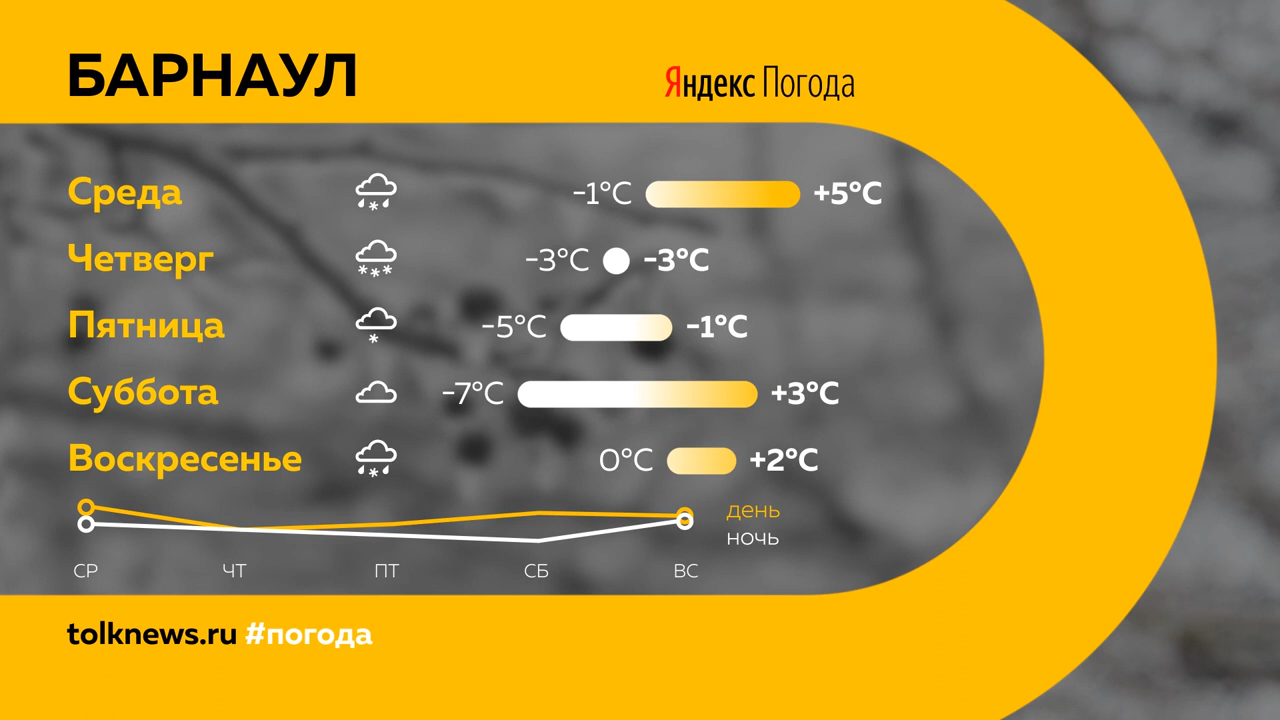 БАРНАУЛ
Яндекс Погода
Среда -1°C +5°C
Четверг -3°C -3°C
Пятница -5°C -1°C
Суббота -7°C +3°C
Воскресенье 0°C +2°C
день
ночь
СР ЧТ ПТ СБ ВС
tolknews.ru #погода